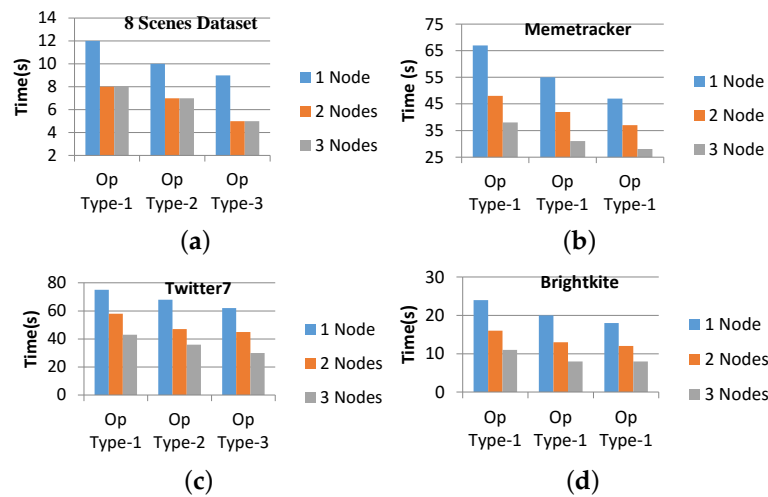 8 Scenes Dataset
Time(s)
14
12
10
8
6
4
2
Op Op Op
Type-1 Type-2 Type-3
1 Node
2 Nodes
3 Nodes
(a)
Memetracker
Time (s)
75
65
55
45
35
25
Op Op Op
Type-1 Type-1 Type-1
1 Node
2 Node
3 Node
(b)
Twitter7
Time(s)
80
60
40
20
0
Op Op Op
Type-1 Type-2 Type-3
1 Node
2 Nodes
3 Nodes
(c)
Brightkite
Time(s)
30
20
10
0
Op Op Op
Type-1 Type-1 Type-1
1 Node
2 Nodes
3 Nodes
(d)